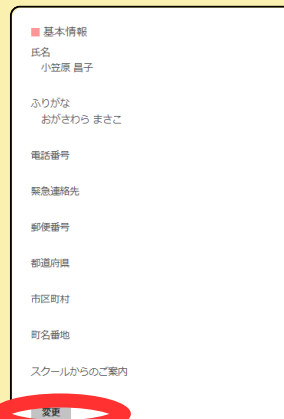 基本情報
氏名
小笠原 昌子
ふりがな
おがさわら まさこ
電話番号
緊急連絡先
郵便番号
都道府県
市区町村
町名番地
スクールからのご案内
変更